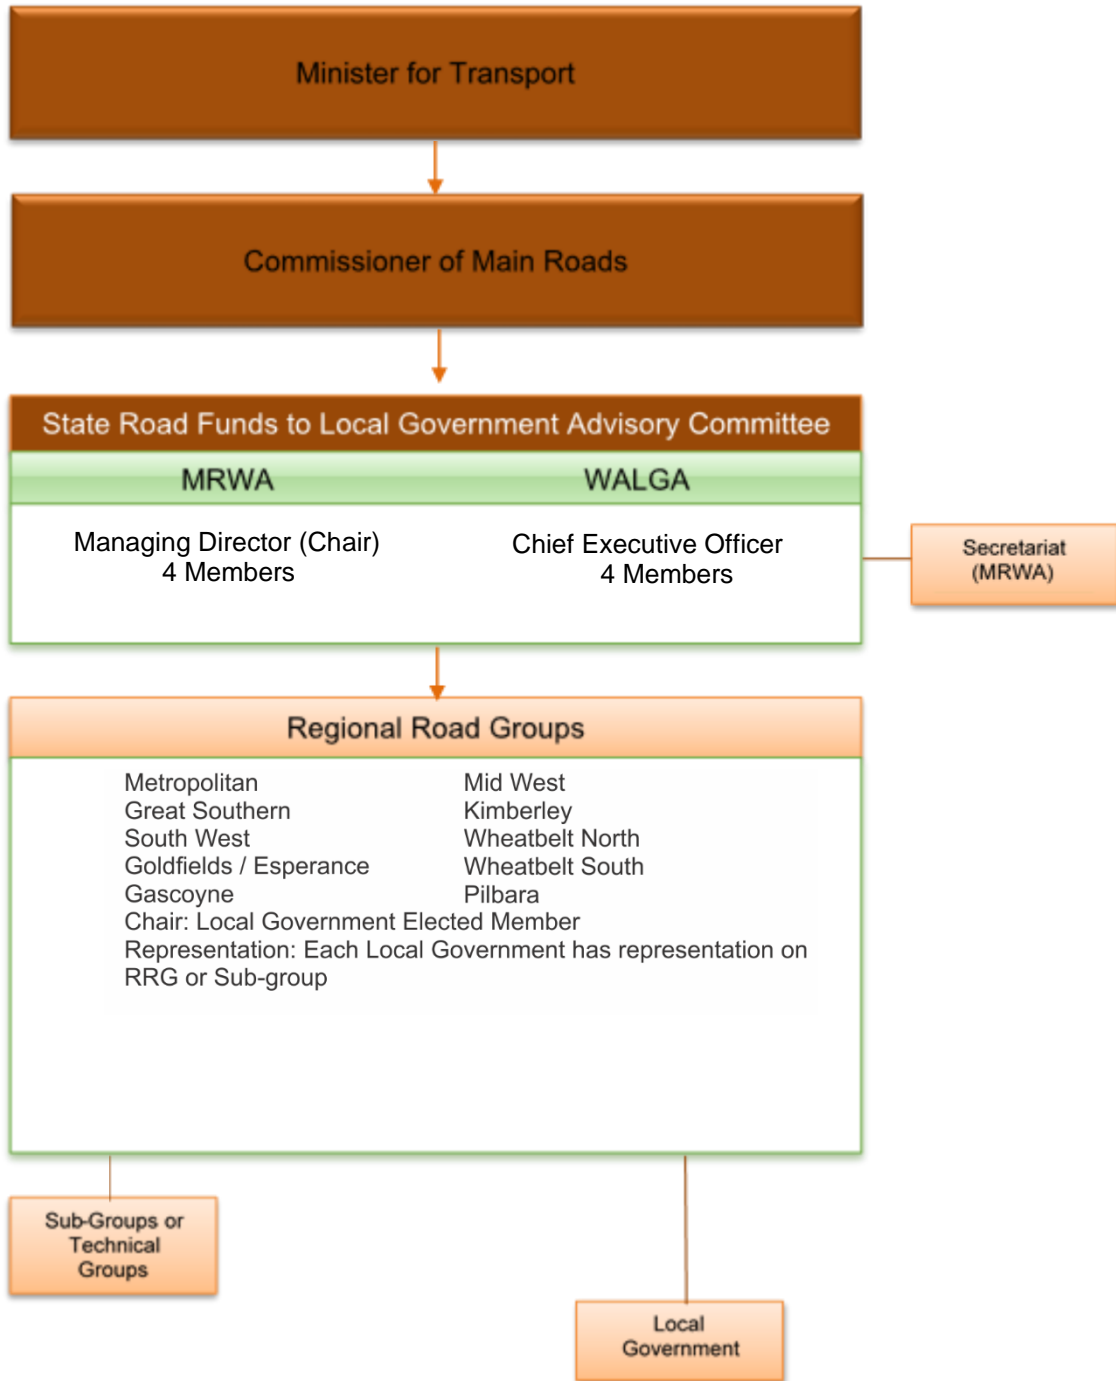 Minister for Transport
Commissioner of Main Roads
State Road Funds to Local Government Advisory Committee
MRWA
WALGA
Managing Director (Chair)
4 Members
Chief Executive Officer
4 Members
Secretariat
(MRWA)
Regional Road Groups
Metropolitan
Mid West
Great Southern
Kimberley
South West
Wheatbelt North
Goldfields / Esperance
Wheatbelt South
Gascoyne
Pilbara
Chair: Local Government Elected Member
Representation: Each Local Government has representation on
RRG or Sub-group
Sub-Groups or
Technical
Groups
Local
Government